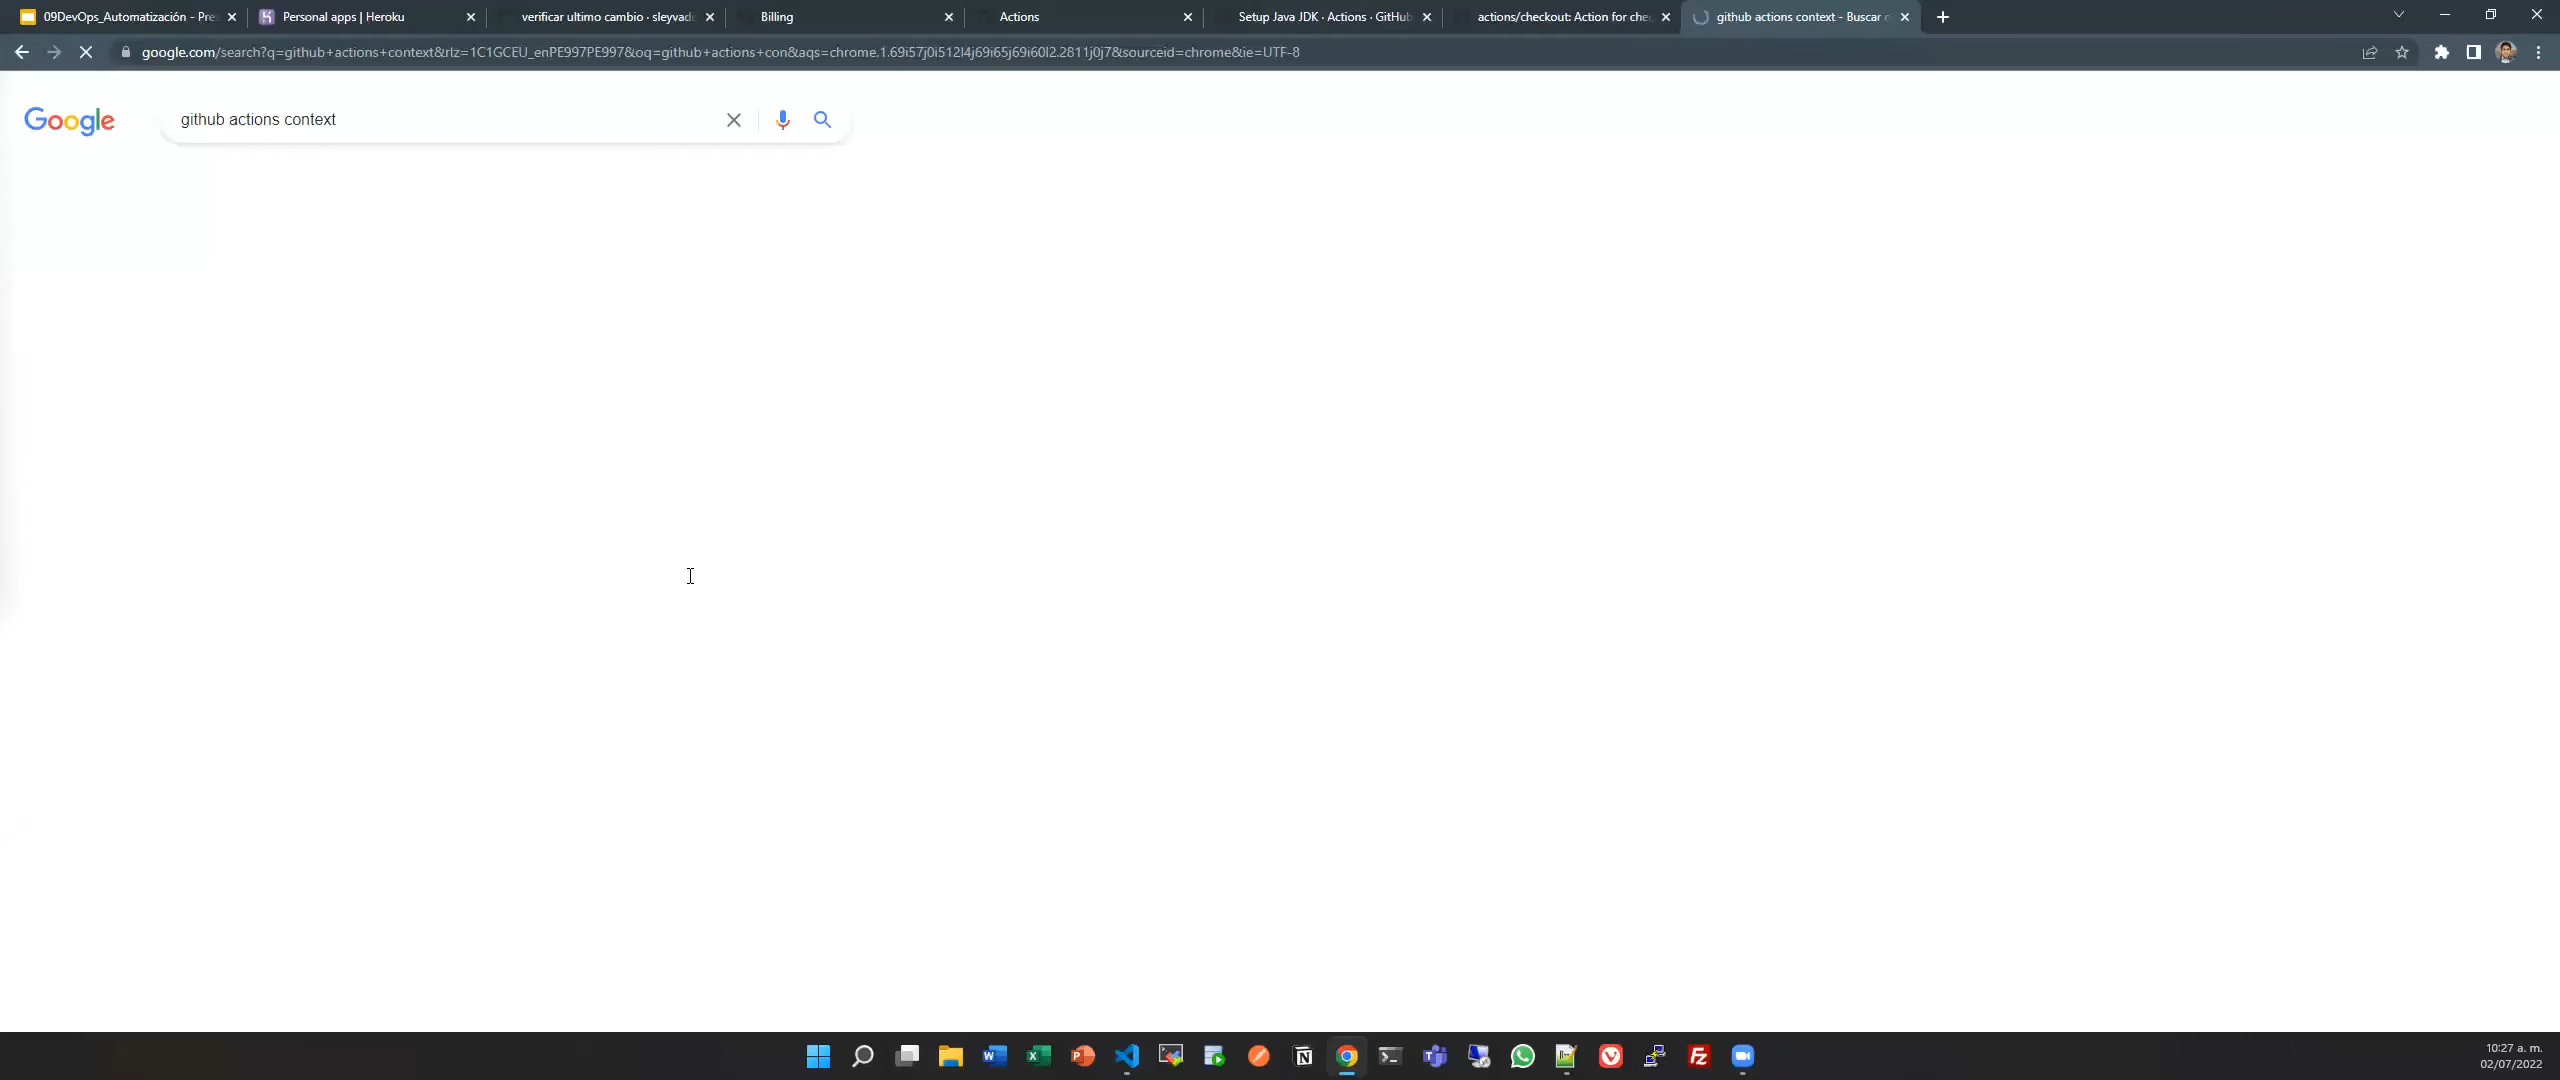 09DevOps_Automatización - Pre
Personal apps | Heroku
verificar ultimo cambio · sleyvade
Billing
Actions
Setup Java JDK · Actions · GitHub
actions/checkout: Action for che
github actions context - Buscar c
google.com/search?q=github+actions+context&rlz=1C1GCEU_enPE997PE997&oq=github+actions+con&aqs=chrome.1.69i57j0i512l4j69i65j69i60l2.2811j0j7&sourceid=chrome&ie=UTF-8
Google
github actions context
10:27 a. m.
02/07/2022